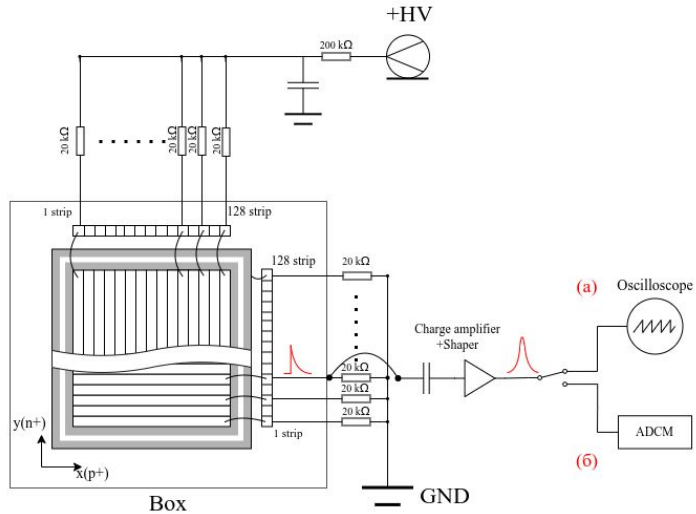 +HV
200 kΩ
20 kΩ
20 kΩ
20 kΩ
20 kΩ
1 strip
128 strip
128 strip
20 kΩ
(a)
Oscilloscope
Charge amplifier
+Shaper
20 kΩ
20 kΩ
20 kΩ
1 strip
y(n+)
x(p+)
ADCM
(б)
Box
GND